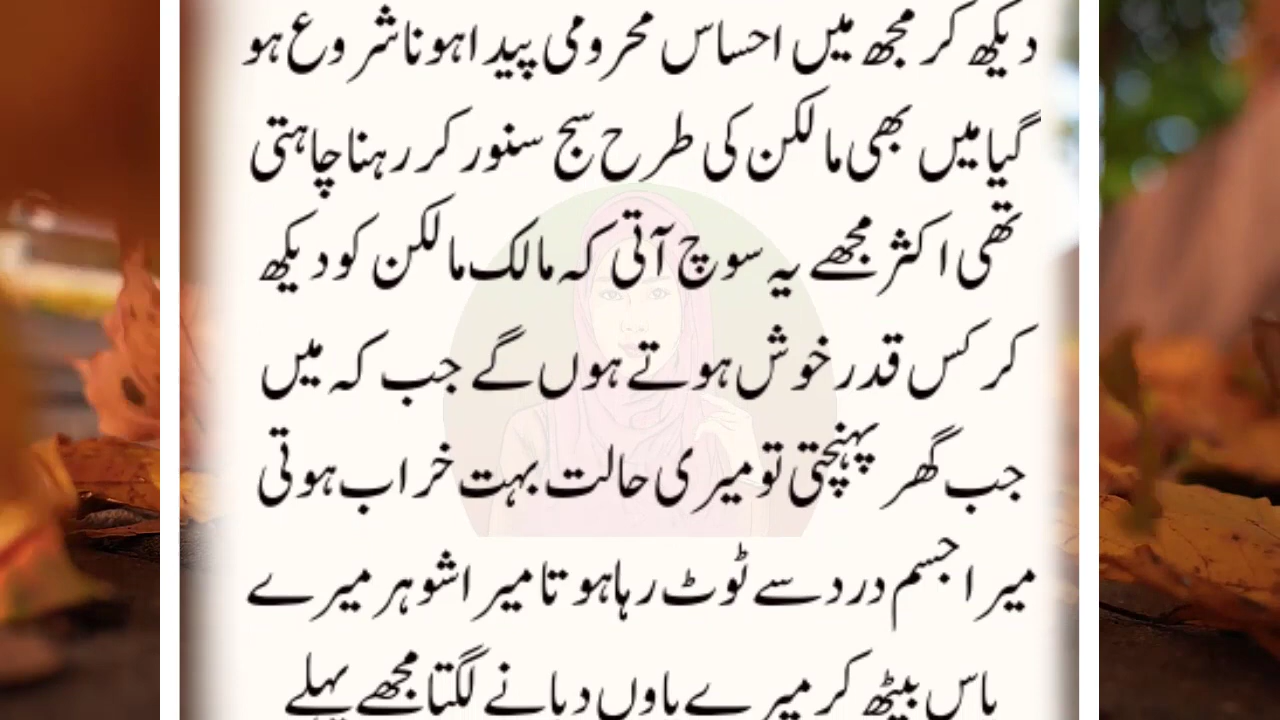 دیکھ کر مجھ میں احساس محرومی پیدا ہونا شروع ہو
گیا میں بھی مالکن کی طرح سج سنور کر رہنا چاہتی
تھی اکثر مجھے یہ سوچ آتی کہ مالک مالکن کو دیکھ
کر کس قدر خوش ہوتے ہوں گے جب کہ میں
جب گھر پہنچتی تو میری حالت بہت خراب ہوتی
میرا جسم درد سے ٹوٹ رہا ہوتا میرا شوہر میرے
پاس بیٹھ کر میرے پاوں دبانے لگتا مجھے پہلے